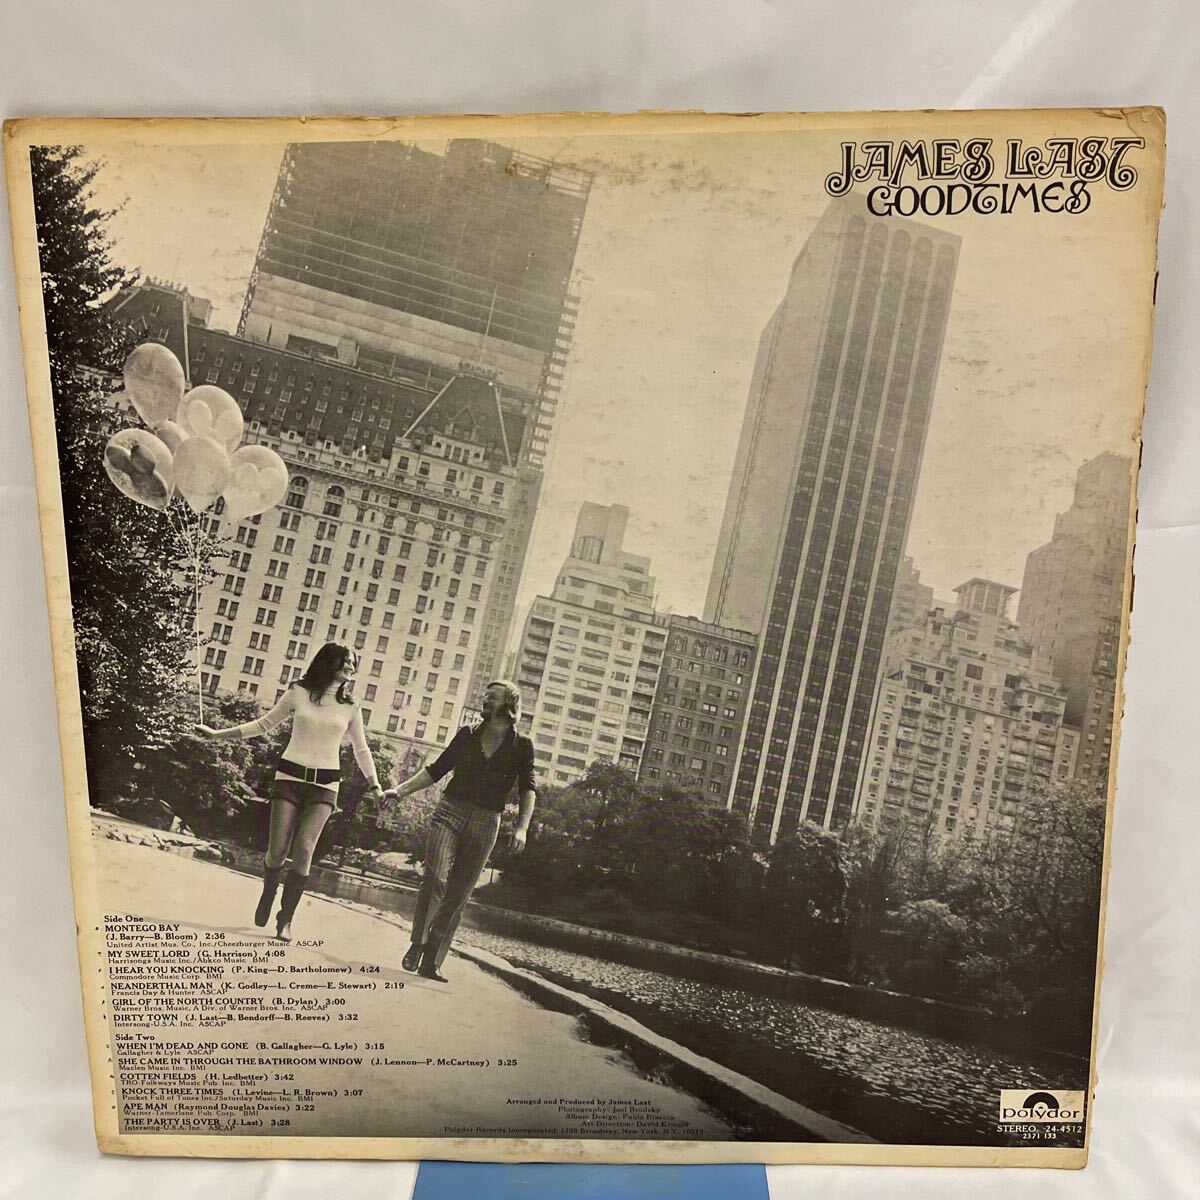 JAMES LAST
GOODTIMES
Side One
MONTEGO BAY
(J. Barry—B. Bloom) 2:36
United Artist Mus. Co., Inc./Cheezburger Music ASCAP
MY SWEET LORD (G. Harrison) 4:08
Harrisongs Music Inc./Abkco Music BMI
I HEAR YOU KNOCKING (P. King—D. Bartholomew) 4:24
Commodore Music Corp. BMI
NEANDERTHAL MAN (K. Godley—L. Creme—E. Stewart) 2:19
Francis Day & Hunter ASCAP
GIRL OF THE NORTH COUNTRY (B. Dylan) 3:00
Warner Bros. Music, A Div. of Warner Bros. Inc. ASCAP
DIRTY TOWN (J. Last—B. Bendorff—B. Reeves) 3:32
Intersong-U.S.A. Inc. ASCAP
Side Two
WHEN I'M DEAD AND GONE (B. Gallagher—G. Lyle) 3:15
Gallagher & Lyle ASCAP
SHE CAME IN THROUGH THE BATHROOM WINDOW (J. Lennon—P. McCartney) 3:25
Maclen Music Inc. BMI
COTTEN FIELDS (H. Ledbetter) 3:42
TRO-Folkways Music Pub. Inc. BMI
KNOCK THREE TIMES (I. Levine—L. R. Brown) 3:07
Pocket Full of Tunes Inc./Saturday Music Inc. BMI
APE MAN (Raymond Douglas Davies) 3:22
Warner-Tamerlane Pub. Corp. BMI
THE PARTY IS OVER (J. Last) 3:28
Intersong-U.S.A. Inc. ASCAP
Arranged and Produced by James Last
Photography: Joel Brodsky
Album Design: Paula Bisacca
Art Direction: David Krieger
Polydor Records Incorporated, 1700 Broadway, New York, N.Y. 10019
polydor
STEREO 24-4512
2371 133